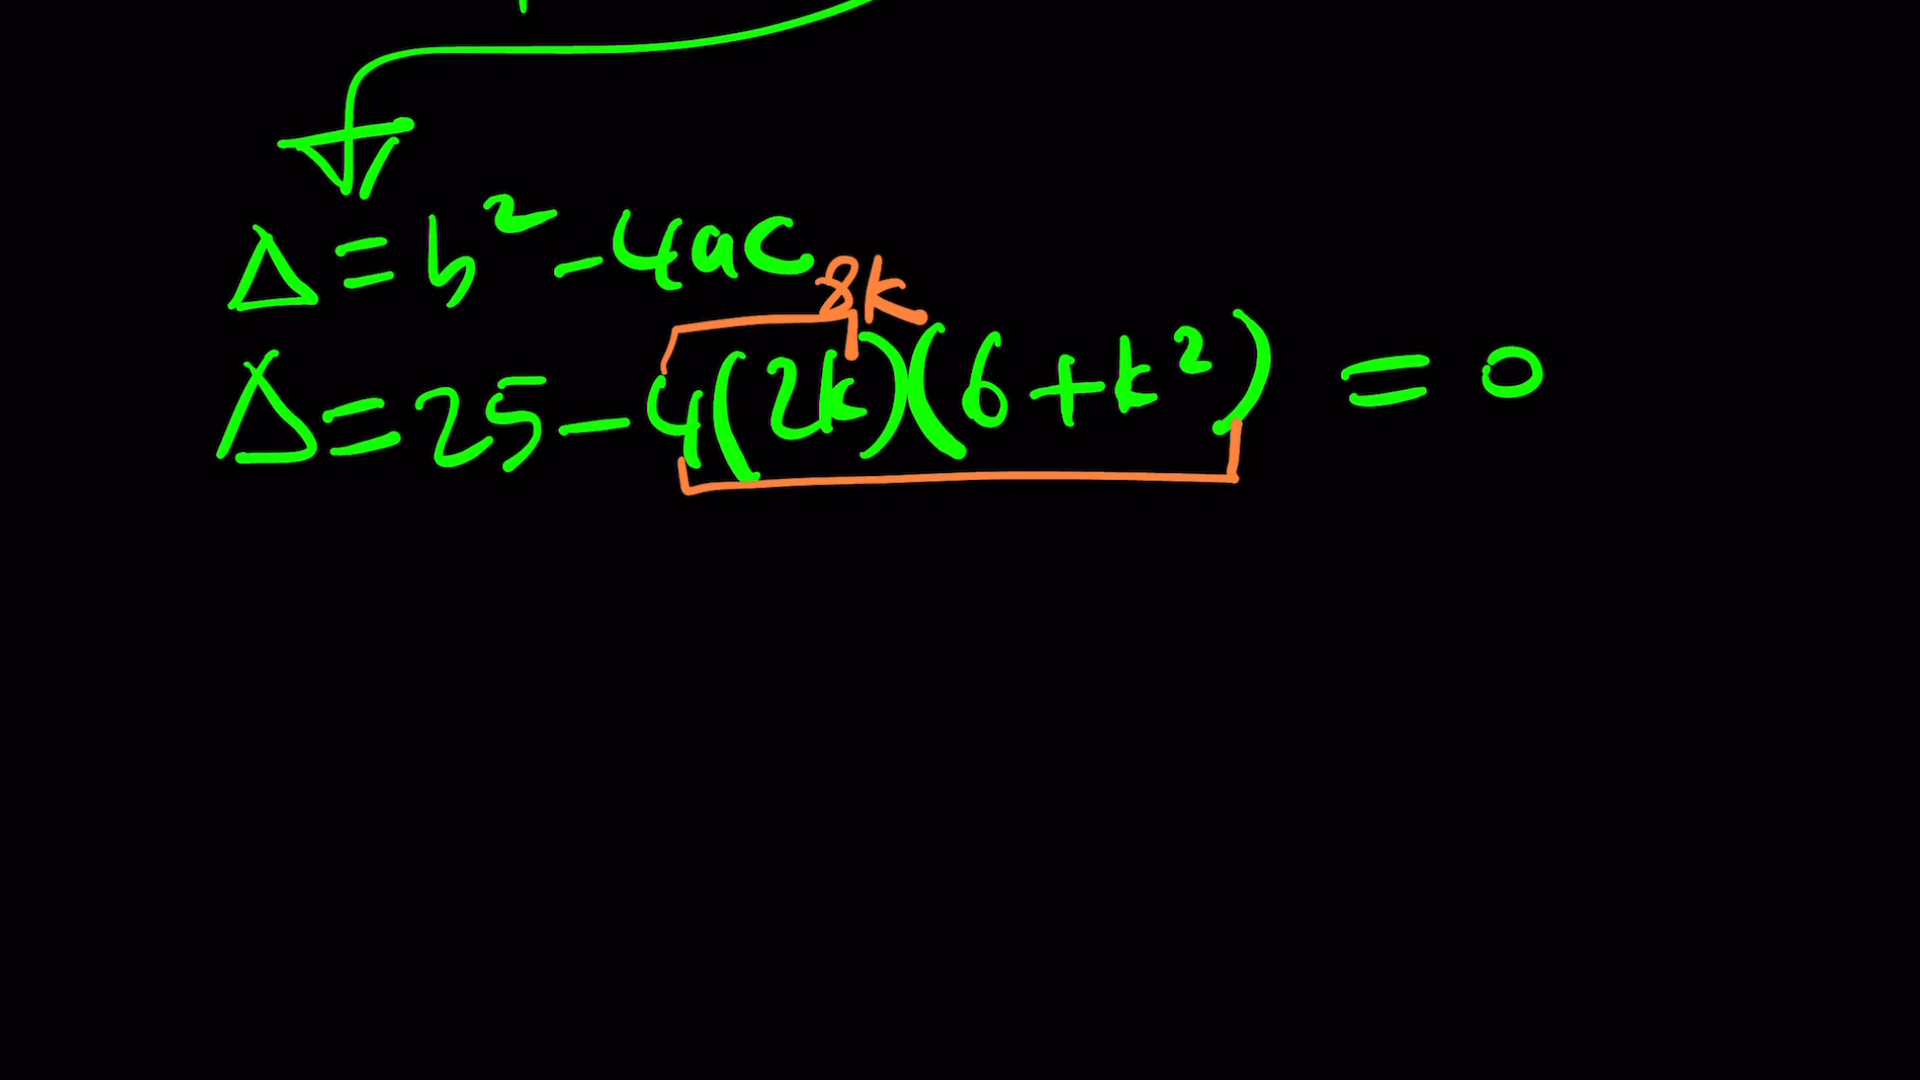 Δ = b² - 4ac
8k
Δ = 25 - 4(2k)(6 + k²) = 0